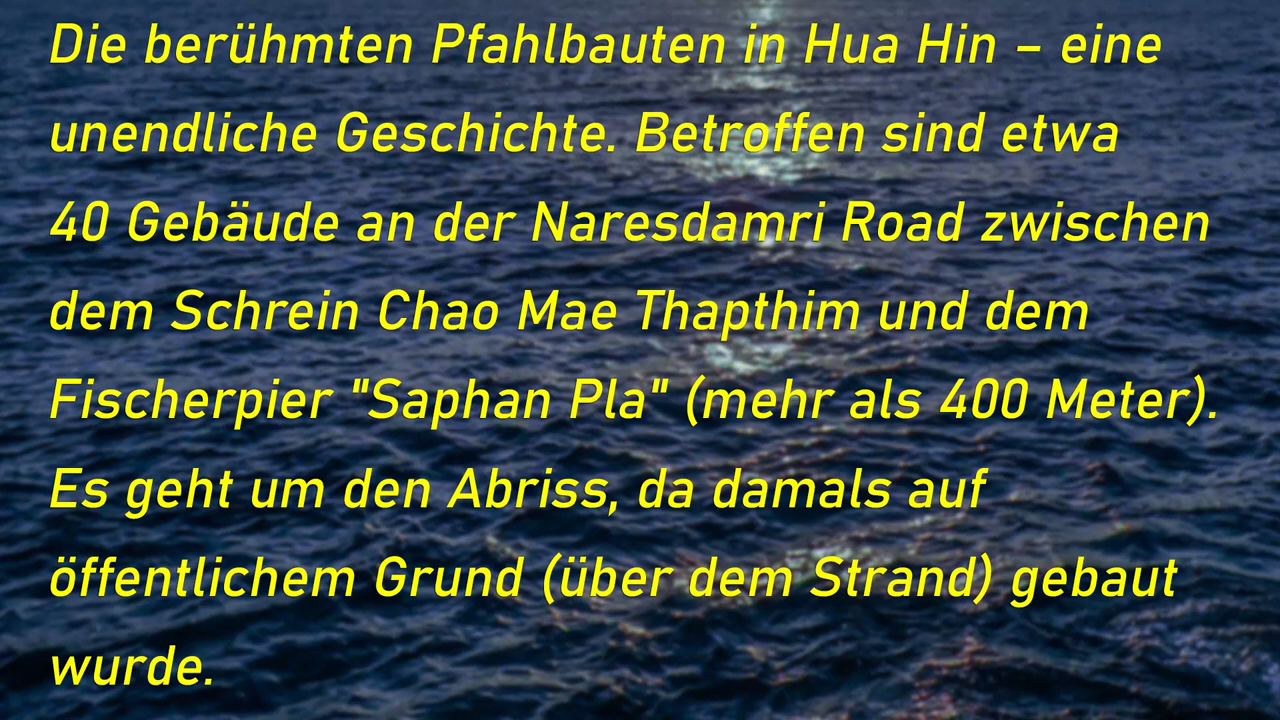 Die berühmten Pfahlbauten in Hua Hin – eine
unendliche Geschichte. Betroffen sind etwa
40 Gebäude an der Naresdamri Road zwischen
dem Schrein Chao Mae Thapthim und dem
Fischerpier "Saphan Pla" (mehr als 400 Meter).
Es geht um den Abriss, da damals auf
öffentlichem Grund (über dem Strand) gebaut
wurde.